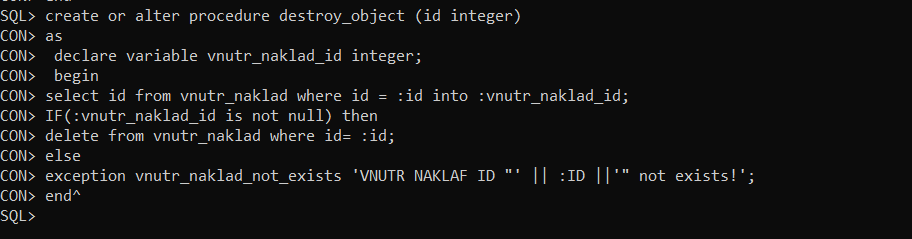 SQL> create or alter procedure destroy_object (id integer)
CON> as
CON>  declare variable vnutr_naklad_id integer;
CON>  begin
CON> select id from vnutr_naklad where id = :id into :vnutr_naklad_id;
CON> IF(:vnutr_naklad_id is not null) then
CON> delete from vnutr_naklad where id= :id;
CON> else
CON> exception vnutr_naklad_not_exists 'VNUTR NAKLAF ID "' || :ID ||'" not exists!';
CON> end^
SQL>